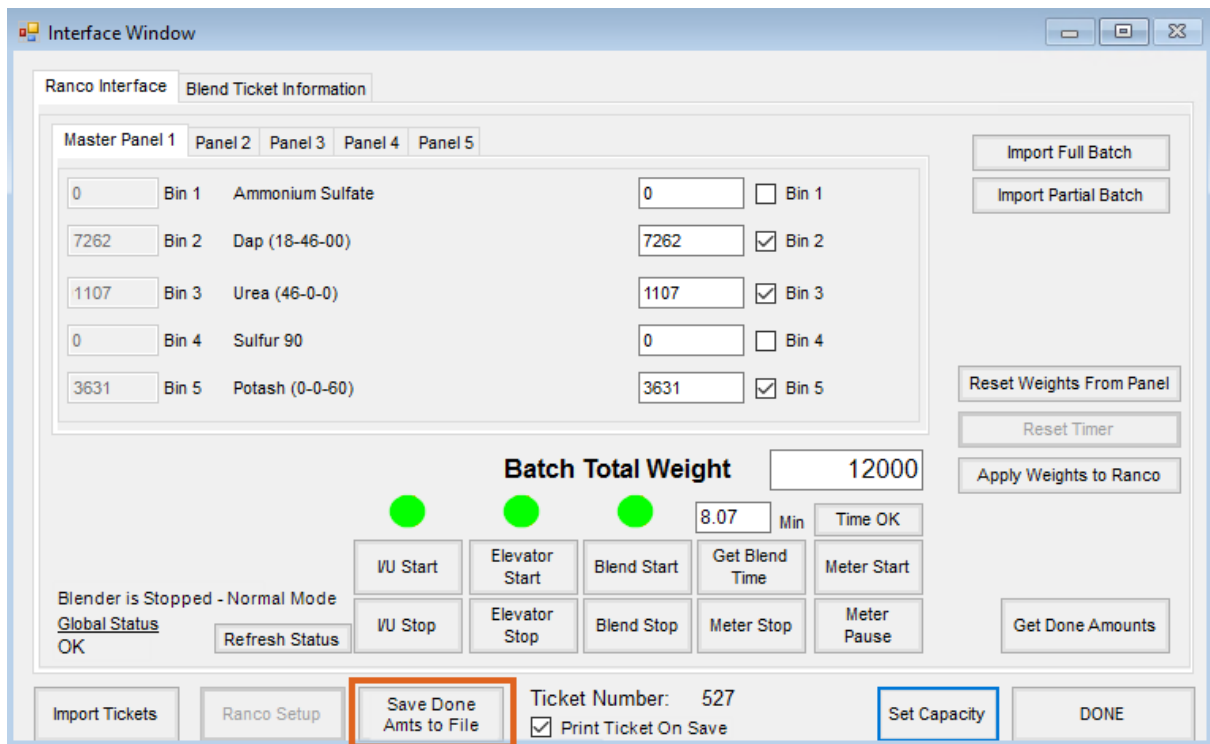 Interface Window
Ranco Interface Blend Ticket Information
Master Panel 1 Panel 2 Panel 3 Panel 4 Panel 5
Import Full Batch
0 Bin 1 Ammonium Sulfate 0 Bin 1
Import Partial Batch
7262 Bin 2 Dap (18-46-00) 7262 Bin 2
1107 Bin 3 Urea (46-0-0) 1107 Bin 3
0 Bin 4 Sulfur 90 0 Bin 4
3631 Bin 5 Potash (0-0-60) 3631 Bin 5
Reset Weights From Panel
Reset Timer
Batch Total Weight 12000
Apply Weights to Ranco
8.07 Min Time OK
I/U Start
Elevator
Start
Blend Start
Get Blend
Time
Meter Start
Blender is Stopped - Normal Mode
Global Status
OK
Refresh Status
I/U Stop
Elevator
Stop
Blend Stop
Meter Stop
Meter
Pause
Get Done Amounts
Import Tickets
Ranco Setup
Save Done
Amts to File
Ticket Number: 527
Print Ticket On Save
Set Capacity
DONE